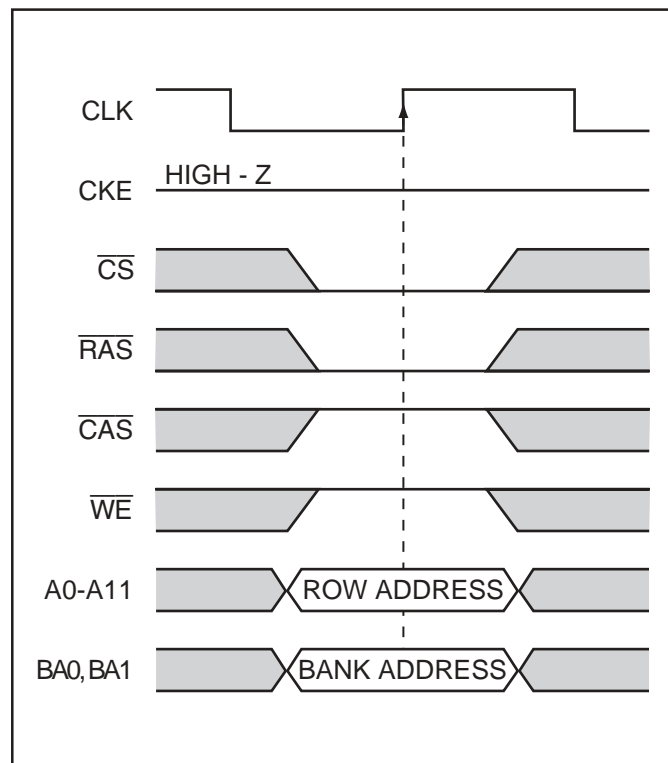 CLK
CKE HIGH - Z
CS
RAS
CAS
WE
A0-A11 ROW ADDRESS
BA0, BA1 BANK ADDRESS